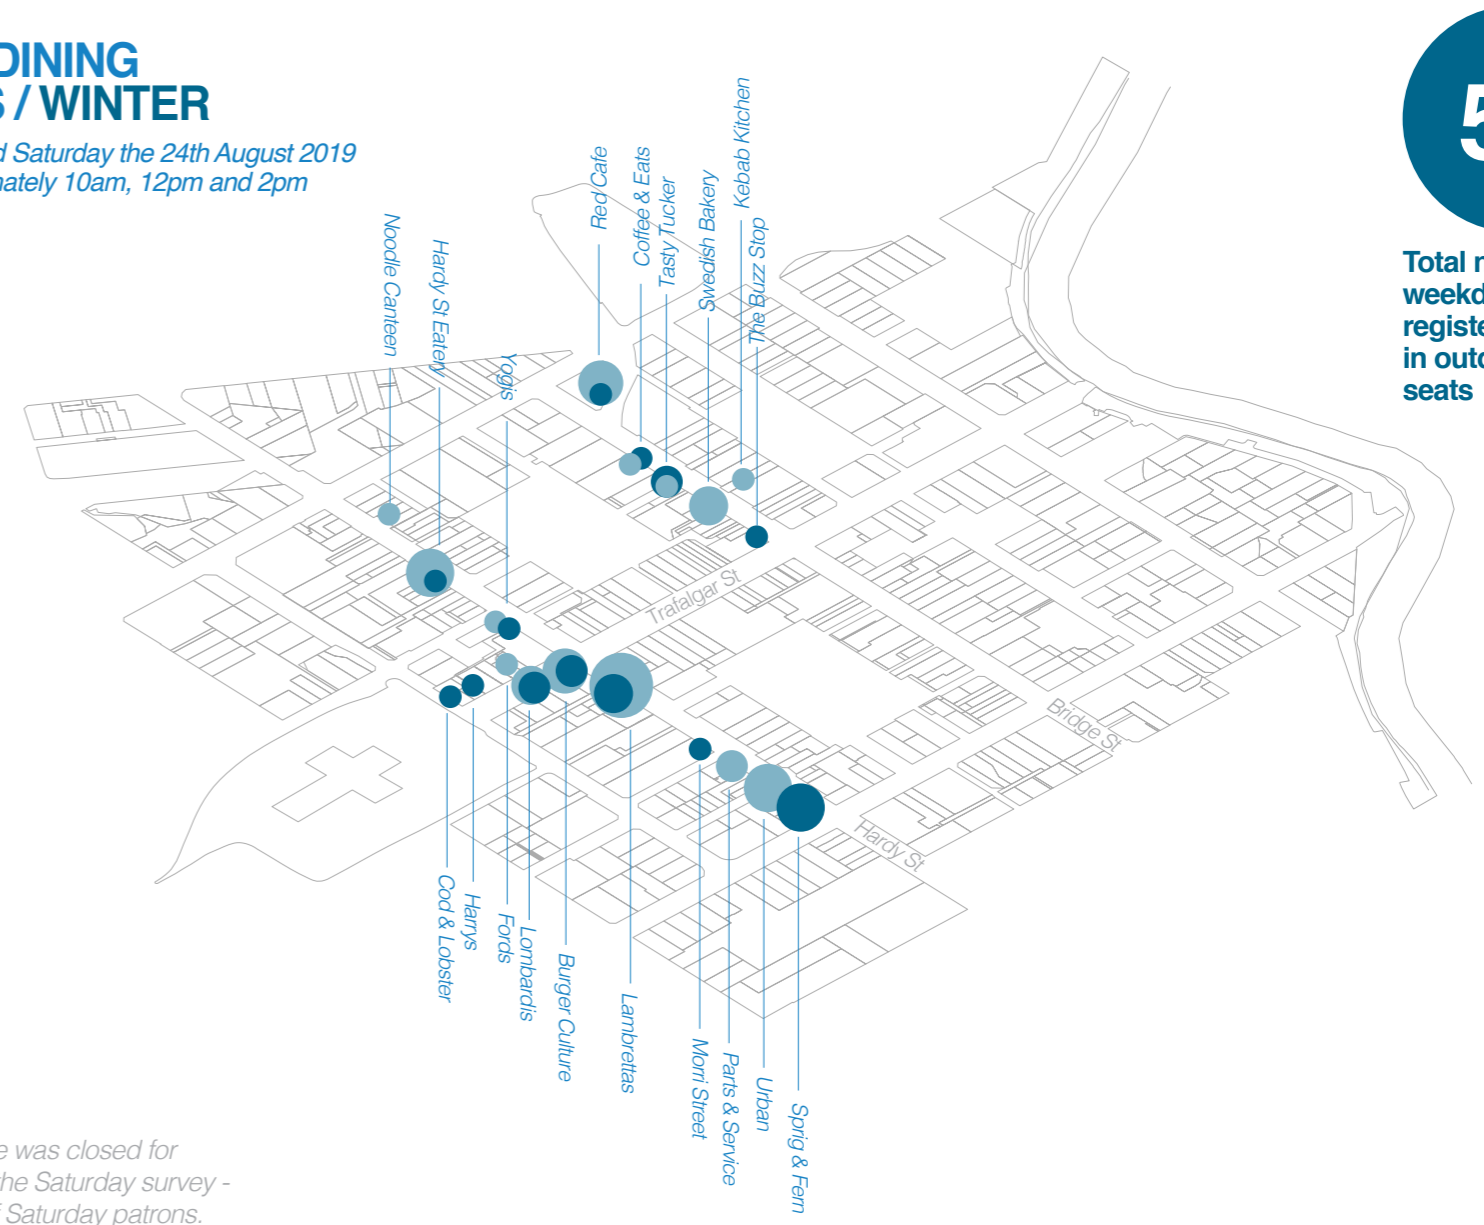 DINING
S / WINTER
d Saturday the 24th August 2019
nately 10am, 12pm and 2pm
5
Total n
weekd
registe
in outd
seats
Noodle Canteen
Hardy St Eatery
Yogis
Red Cafe
Coffee & Eats
Tasty Tucker
Swedish Bakery
Kebab Kitchen
The Buzz Stop
Trafalgar St
Bridge St
Hardy St
Cod & Lobster
Harrys
Fords
Lombardis
Burger Culture
Lambrettas
Morri Street
Parts & Service
Urban
Sprig & Fern
e was closed for
the Saturday survey -
f Saturday patrons.